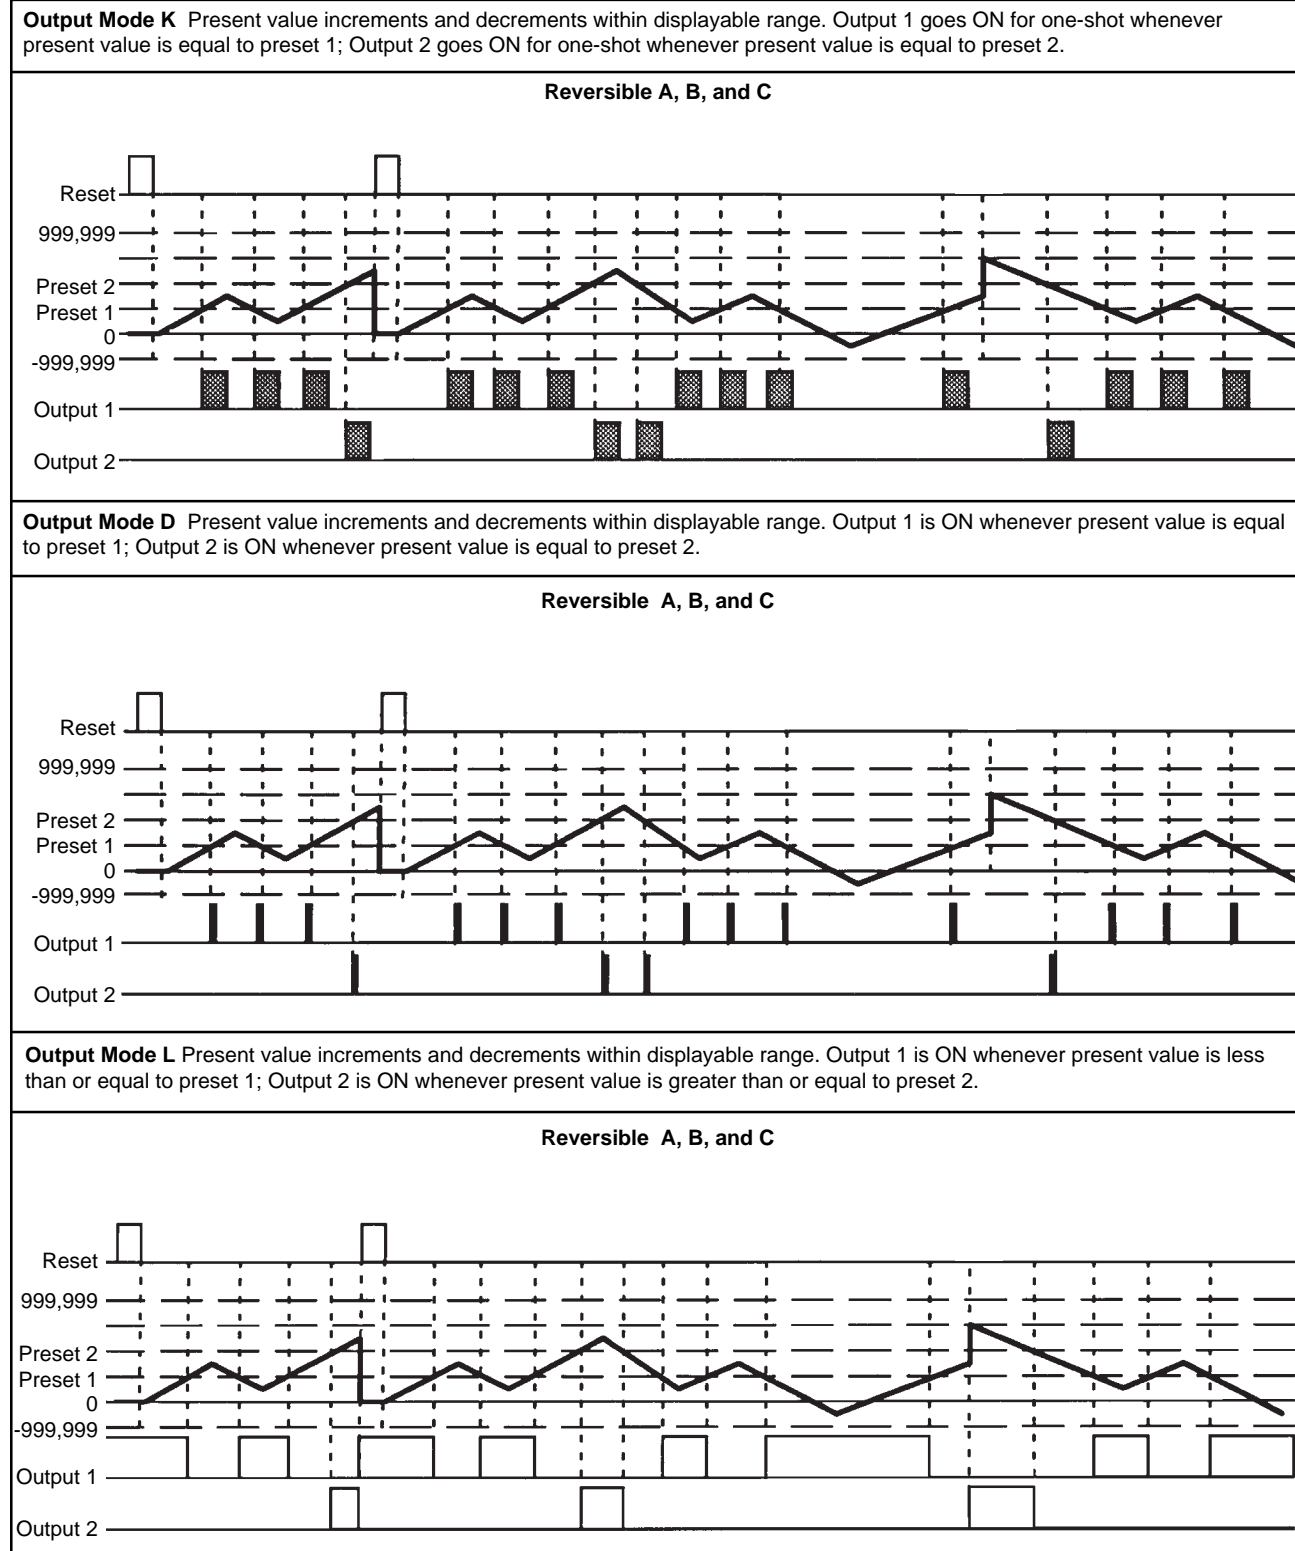 Output Mode K Present value increments and decrements within displayable range. Output 1 goes ON for one-shot whenever
present value is equal to preset 1; Output 2 goes ON for one-shot whenever present value is equal to preset 2.
Reversible A, B, and C
Reset
999,999
Preset 2
Preset 1
0
-999,999
Output 1
Output 2
Output Mode D Present value increments and decrements within displayable range. Output 1 is ON whenever present value is equal
to preset 1; Output 2 is ON whenever present value is equal to preset 2.
Reversible A, B, and C
Reset
999,999
Preset 2
Preset 1
0
-999,999
Output 1
Output 2
Output Mode L Present value increments and decrements within displayable range. Output 1 is ON whenever present value is less
than or equal to preset 1; Output 2 is ON whenever present value is greater than or equal to preset 2.
Reversible A, B, and C
Reset
999,999
Preset 2
Preset 1
0
-999,999
Output 1
Output 2